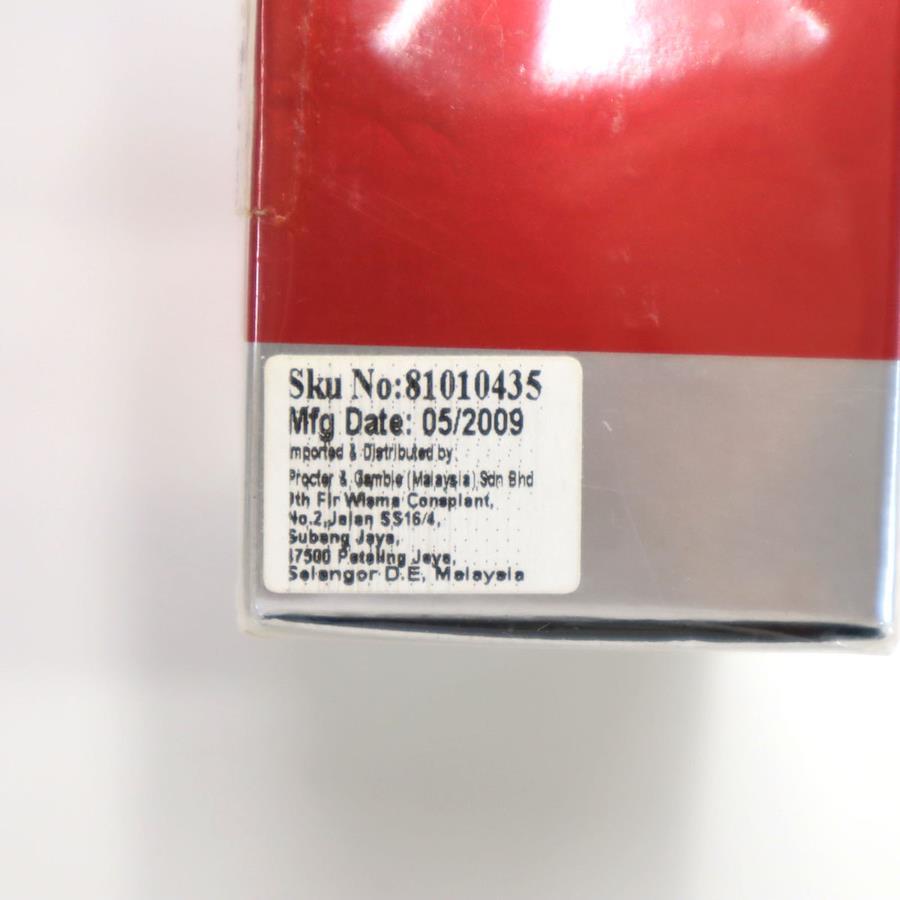 Sku No:81010435
Mfg Date: 05/2009
mported & Distributed by
Procter & Gamble (Malaysia) Sdn Bhd
th Flr Wisma Consplant,
No.2,Jalan SS16/4,
Subang Jaya,
47500 Petaling Jaya,
Selangor D.E, Malaysia